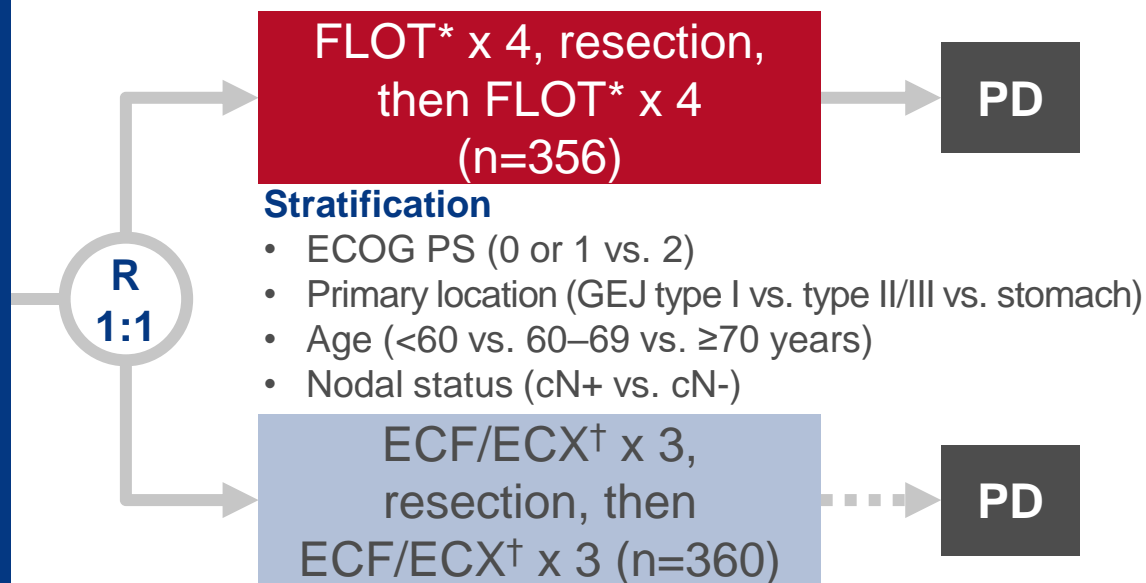 FLOT* x 4, resection,
then FLOT* x 4
(n=356)
PD
Stratification
• ECOG PS (0 or 1 vs. 2)
• Primary location (GEJ type I vs. type II/III vs. stomach)
• Age (<60 vs. 60–69 vs. ≥70 years)
• Nodal status (cN+ vs. cN-)
R
1:1
ECF/ECX† x 3,
resection, then
ECF/ECX† x 3 (n=360)
PD